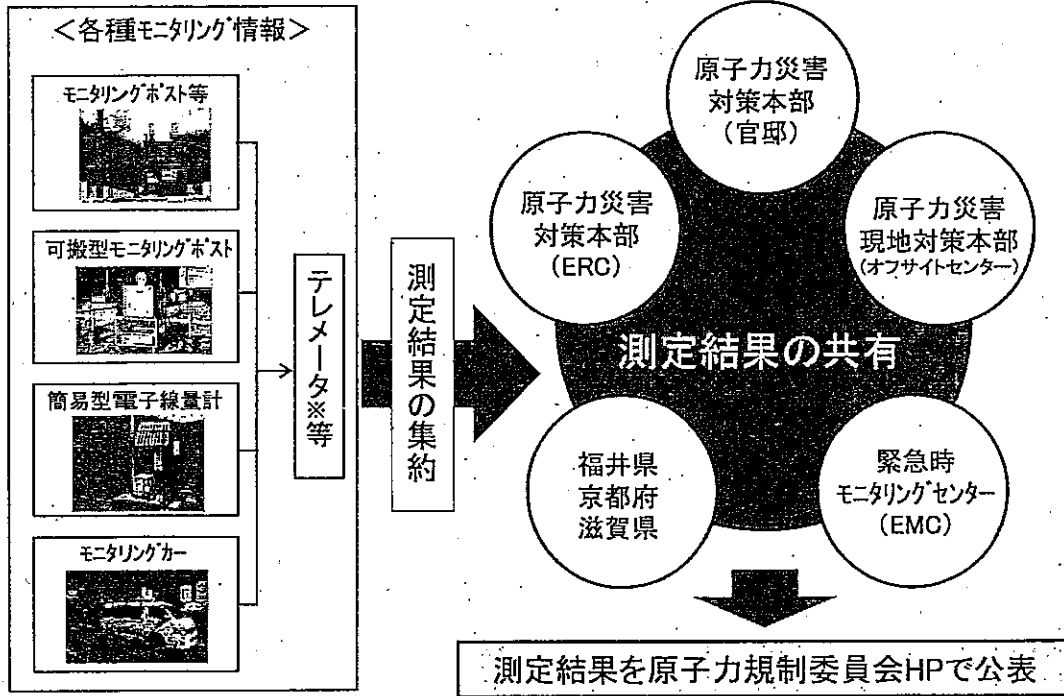 ＜各種モニタリング情報＞
モニタリングポスト等
可搬型モニタリングポスト
簡易型電子線量計
モニタリングカー
テレメータ※等
測定結果の集約
原子力災害
対策本部
(官邸)
原子力災害
対策本部
(ERC)
原子力災害
現地対策本部
(オフサイトセンター)
測定結果の共有
福井県
京都府
滋賀県
緊急時
モニタリングセンター
(EMC)
測定結果を原子力規制委員会HPで公表